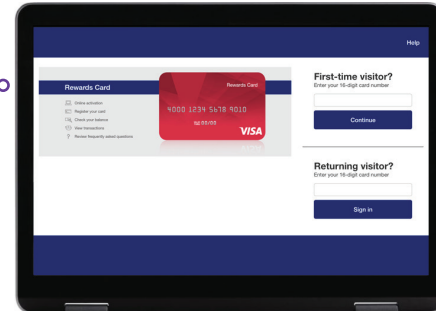 Help
Rewards Card
Online activation
Register your card
Check your balance
View transactions
Review frequently asked questions
Rewards Card
4000 1234 5678 9010
VISA
First-time visitor?
Enter your 16-digit card number
Continue
Returning visitor?
Enter your 16-digit card number
Sign in